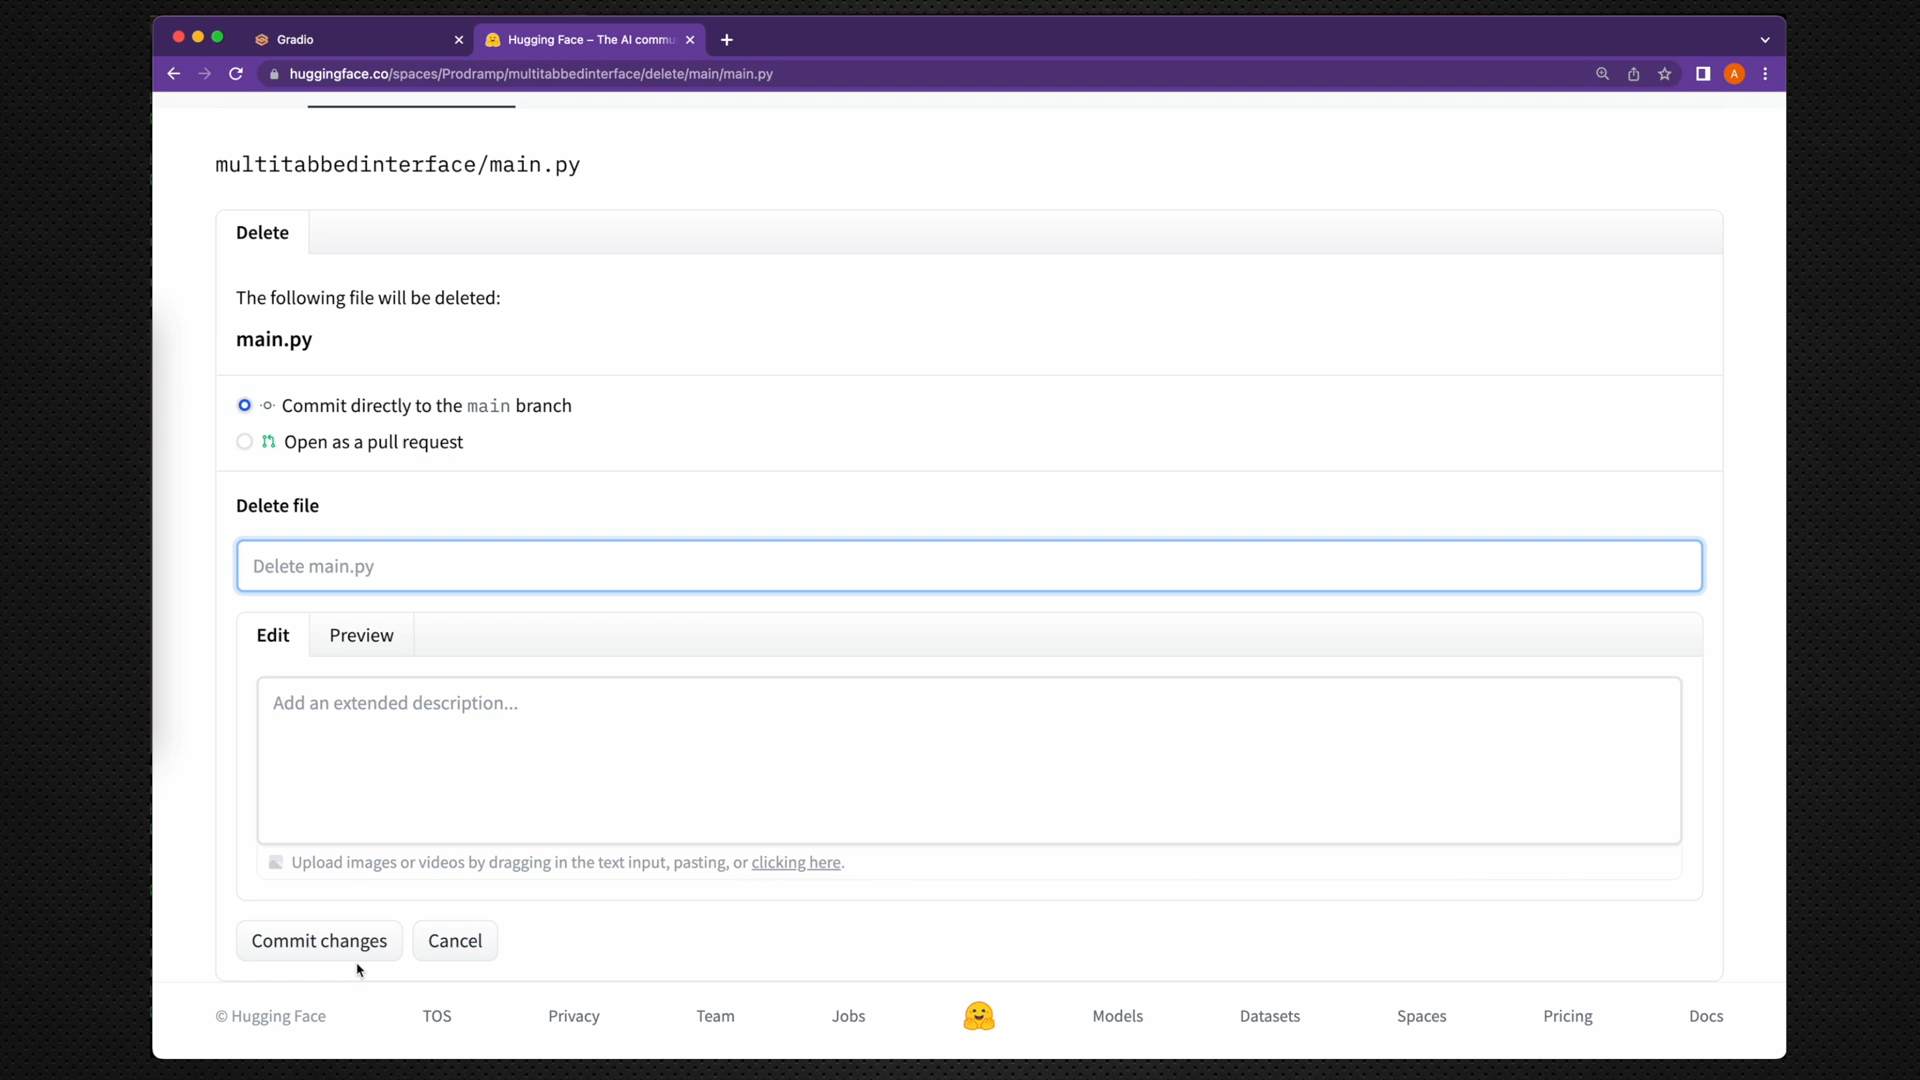 Gradio
Hugging Face – The AI commu
huggingface.co/spaces/Prodramp/multitabbedinterface/delete/main/main.py
A
multitabbedinterface/main.py
Delete
The following file will be deleted:
main.py
Commit directly to the main branch
Open as a pull request
Delete file
Delete main.py
Edit Preview
Add an extended description...
Upload images or videos by dragging in the text input, pasting, or clicking here.
Commit changes Cancel
© Hugging Face TOS Privacy Team Jobs Models Datasets Spaces Pricing Docs